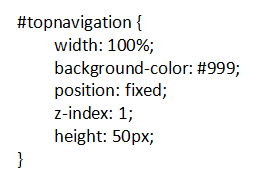 #topnavigation {
width: 100%;
background-color: #999;
position: fixed;
z-index: 1;
height: 50px;
}